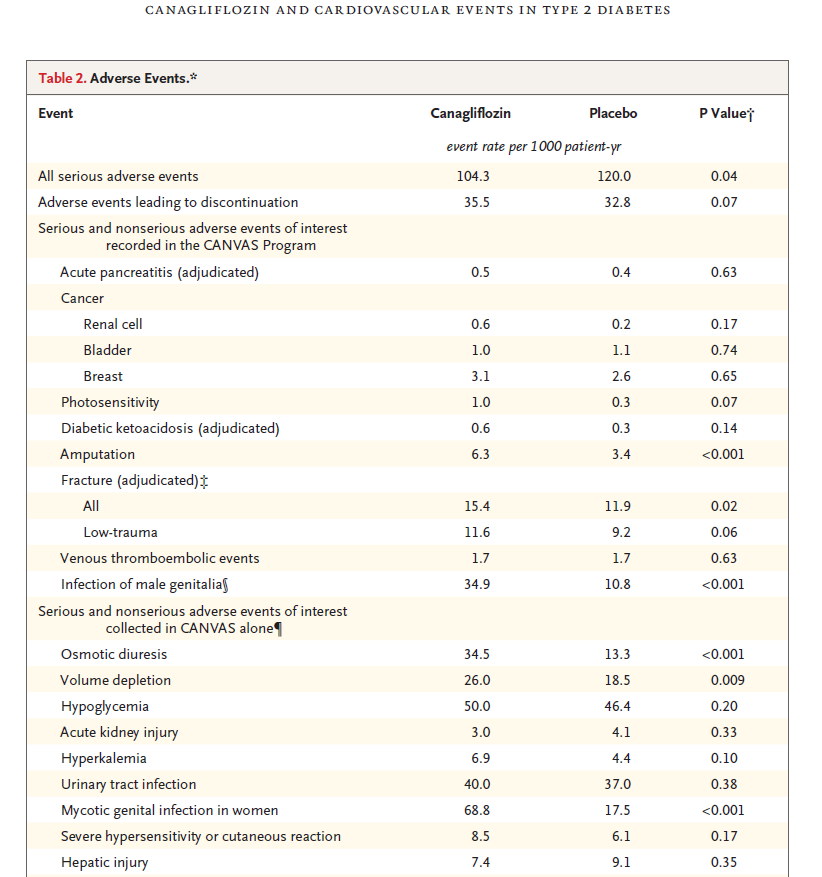 CANAGLIFLOZIN AND CARDIOVASCULAR EVENTS IN TYPE 2 DIABETES
Table 2. Adverse Events.*
Event Canagliflozin Placebo P Value†
event rate per 1000 patient-yr
All serious adverse events 104.3 120.0 0.04
Adverse events leading to discontinuation 35.5 32.8 0.07
Serious and nonserious adverse events of interest
recorded in the CANVAS Program
Acute pancreatitis (adjudicated) 0.5 0.4 0.63
Cancer
Renal cell 0.6 0.2 0.17
Bladder 1.0 1.1 0.74
Breast 3.1 2.6 0.65
Photosensitivity 1.0 0.3 0.07
Diabetic ketoacidosis (adjudicated) 0.6 0.3 0.14
Amputation 6.3 3.4 <0.001
Fracture (adjudicated)‡
All 15.4 11.9 0.02
Low-trauma 11.6 9.2 0.06
Venous thromboembolic events 1.7 1.7 0.63
Infection of male genitalia§ 34.9 10.8 <0.001
Serious and nonserious adverse events of interest
collected in CANVAS alone¶
Osmotic diuresis 34.5 13.3 <0.001
Volume depletion 26.0 18.5 0.009
Hypoglycemia 50.0 46.4 0.20
Acute kidney injury 3.0 4.1 0.33
Hyperkalemia 6.9 4.4 0.10
Urinary tract infection 40.0 37.0 0.38
Mycotic genital infection in women 68.8 17.5 <0.001
Severe hypersensitivity or cutaneous reaction 8.5 6.1 0.17
Hepatic injury 7.4 9.1 0.35